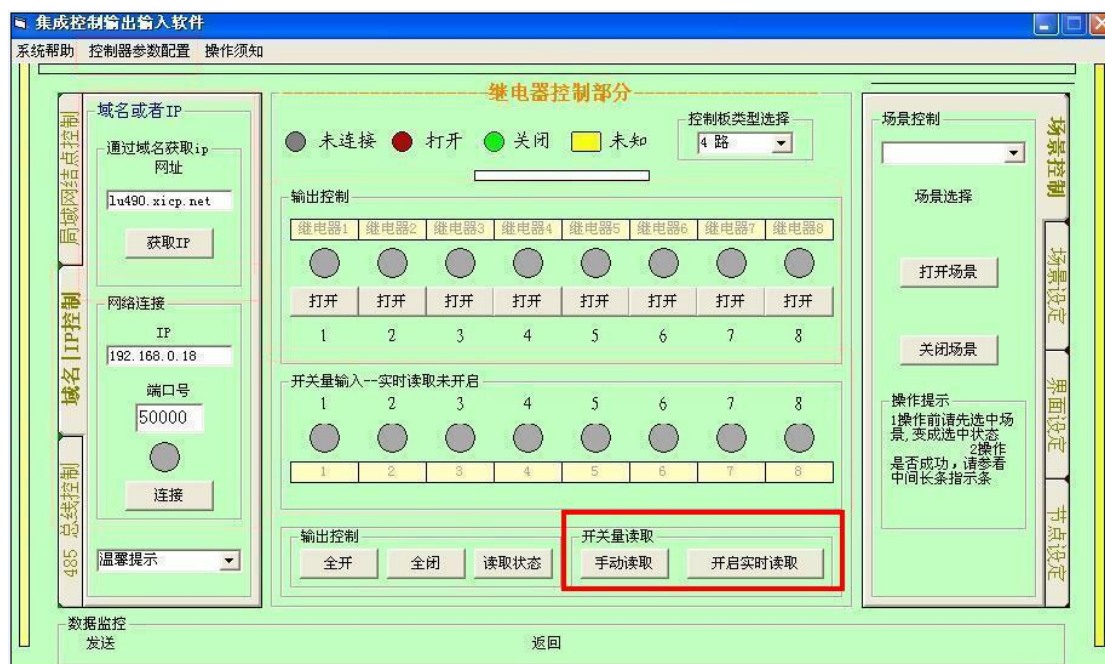 集成控制输出输入软件
系统帮助 控制器参数配置 操作须知
继电器控制部分
局域网结点控制
域名|IP控制
485 总线控制
域名或者IP
通过域名获取ip
网址
lu490.xicp.net
获取IP
网络连接
IP
192.168.0.18
端口号
50000
连接
温馨提示
未连接 打开 关闭 未知
控制板类型选择
4 路
输出控制
继电器1 继电器2 继电器3 继电器4 继电器5 继电器6 继电器7 继电器8
打开 打开 打开 打开 打开 打开 打开 打开
1 2 3 4 5 6 7 8
开关量输入--实时读取未开启
1 2 3 4 5 6 7 8
1 2 3 4 5 6 7 8
输出控制
全开 全闭 读取状态
开关量读取
手动读取 开启实时读取
场景控制
场景选择
打开场景
关闭场景
操作提示
1操作前请先选中场
景,变成选中状态
2操作
是否成功,请参看
中间长条指示条
场景控制
场景设定
界面设定
节点设定
数据监控
发送 返回